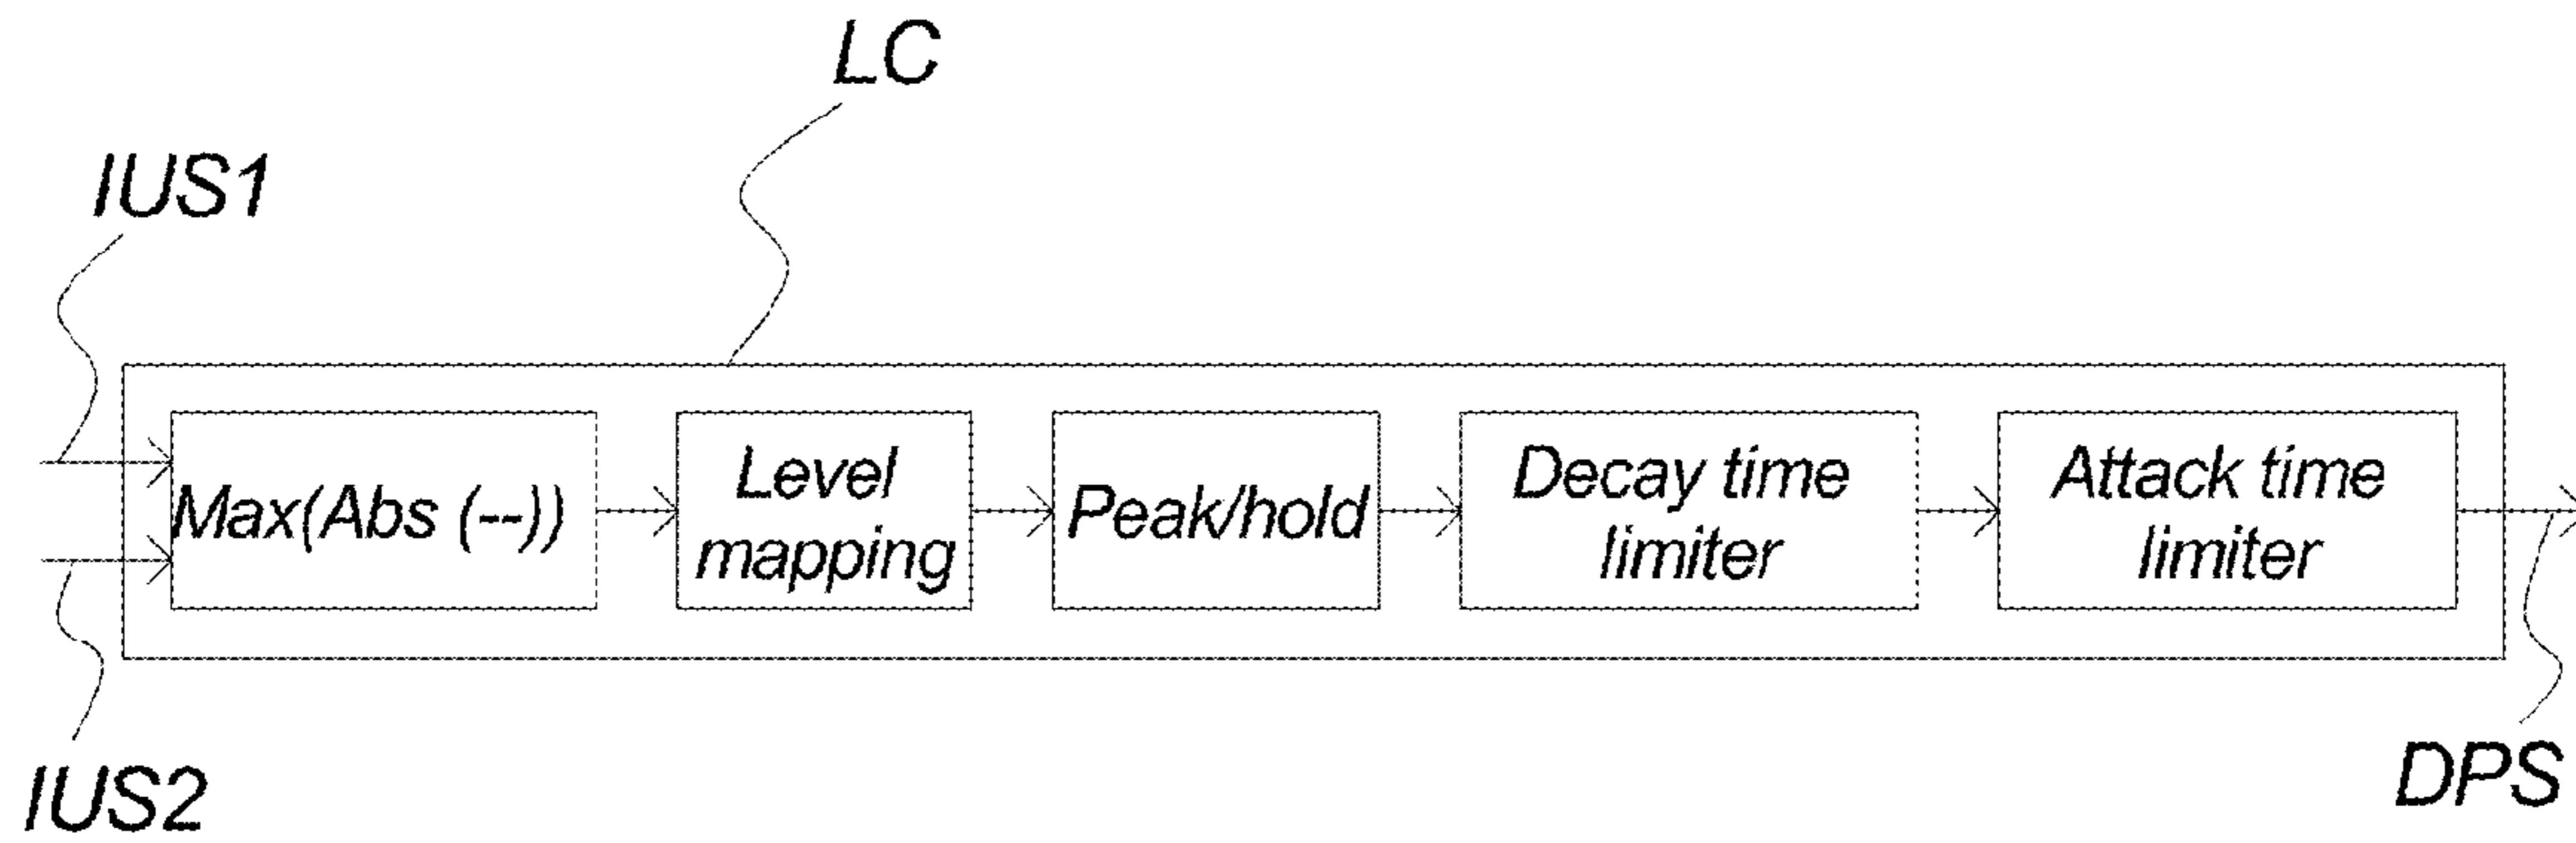 LC
IUS1
Max(Abs (--))
Level
mapping
Peak/hold
Decay time
limiter
Attack time
limiter
IUS2
DPS